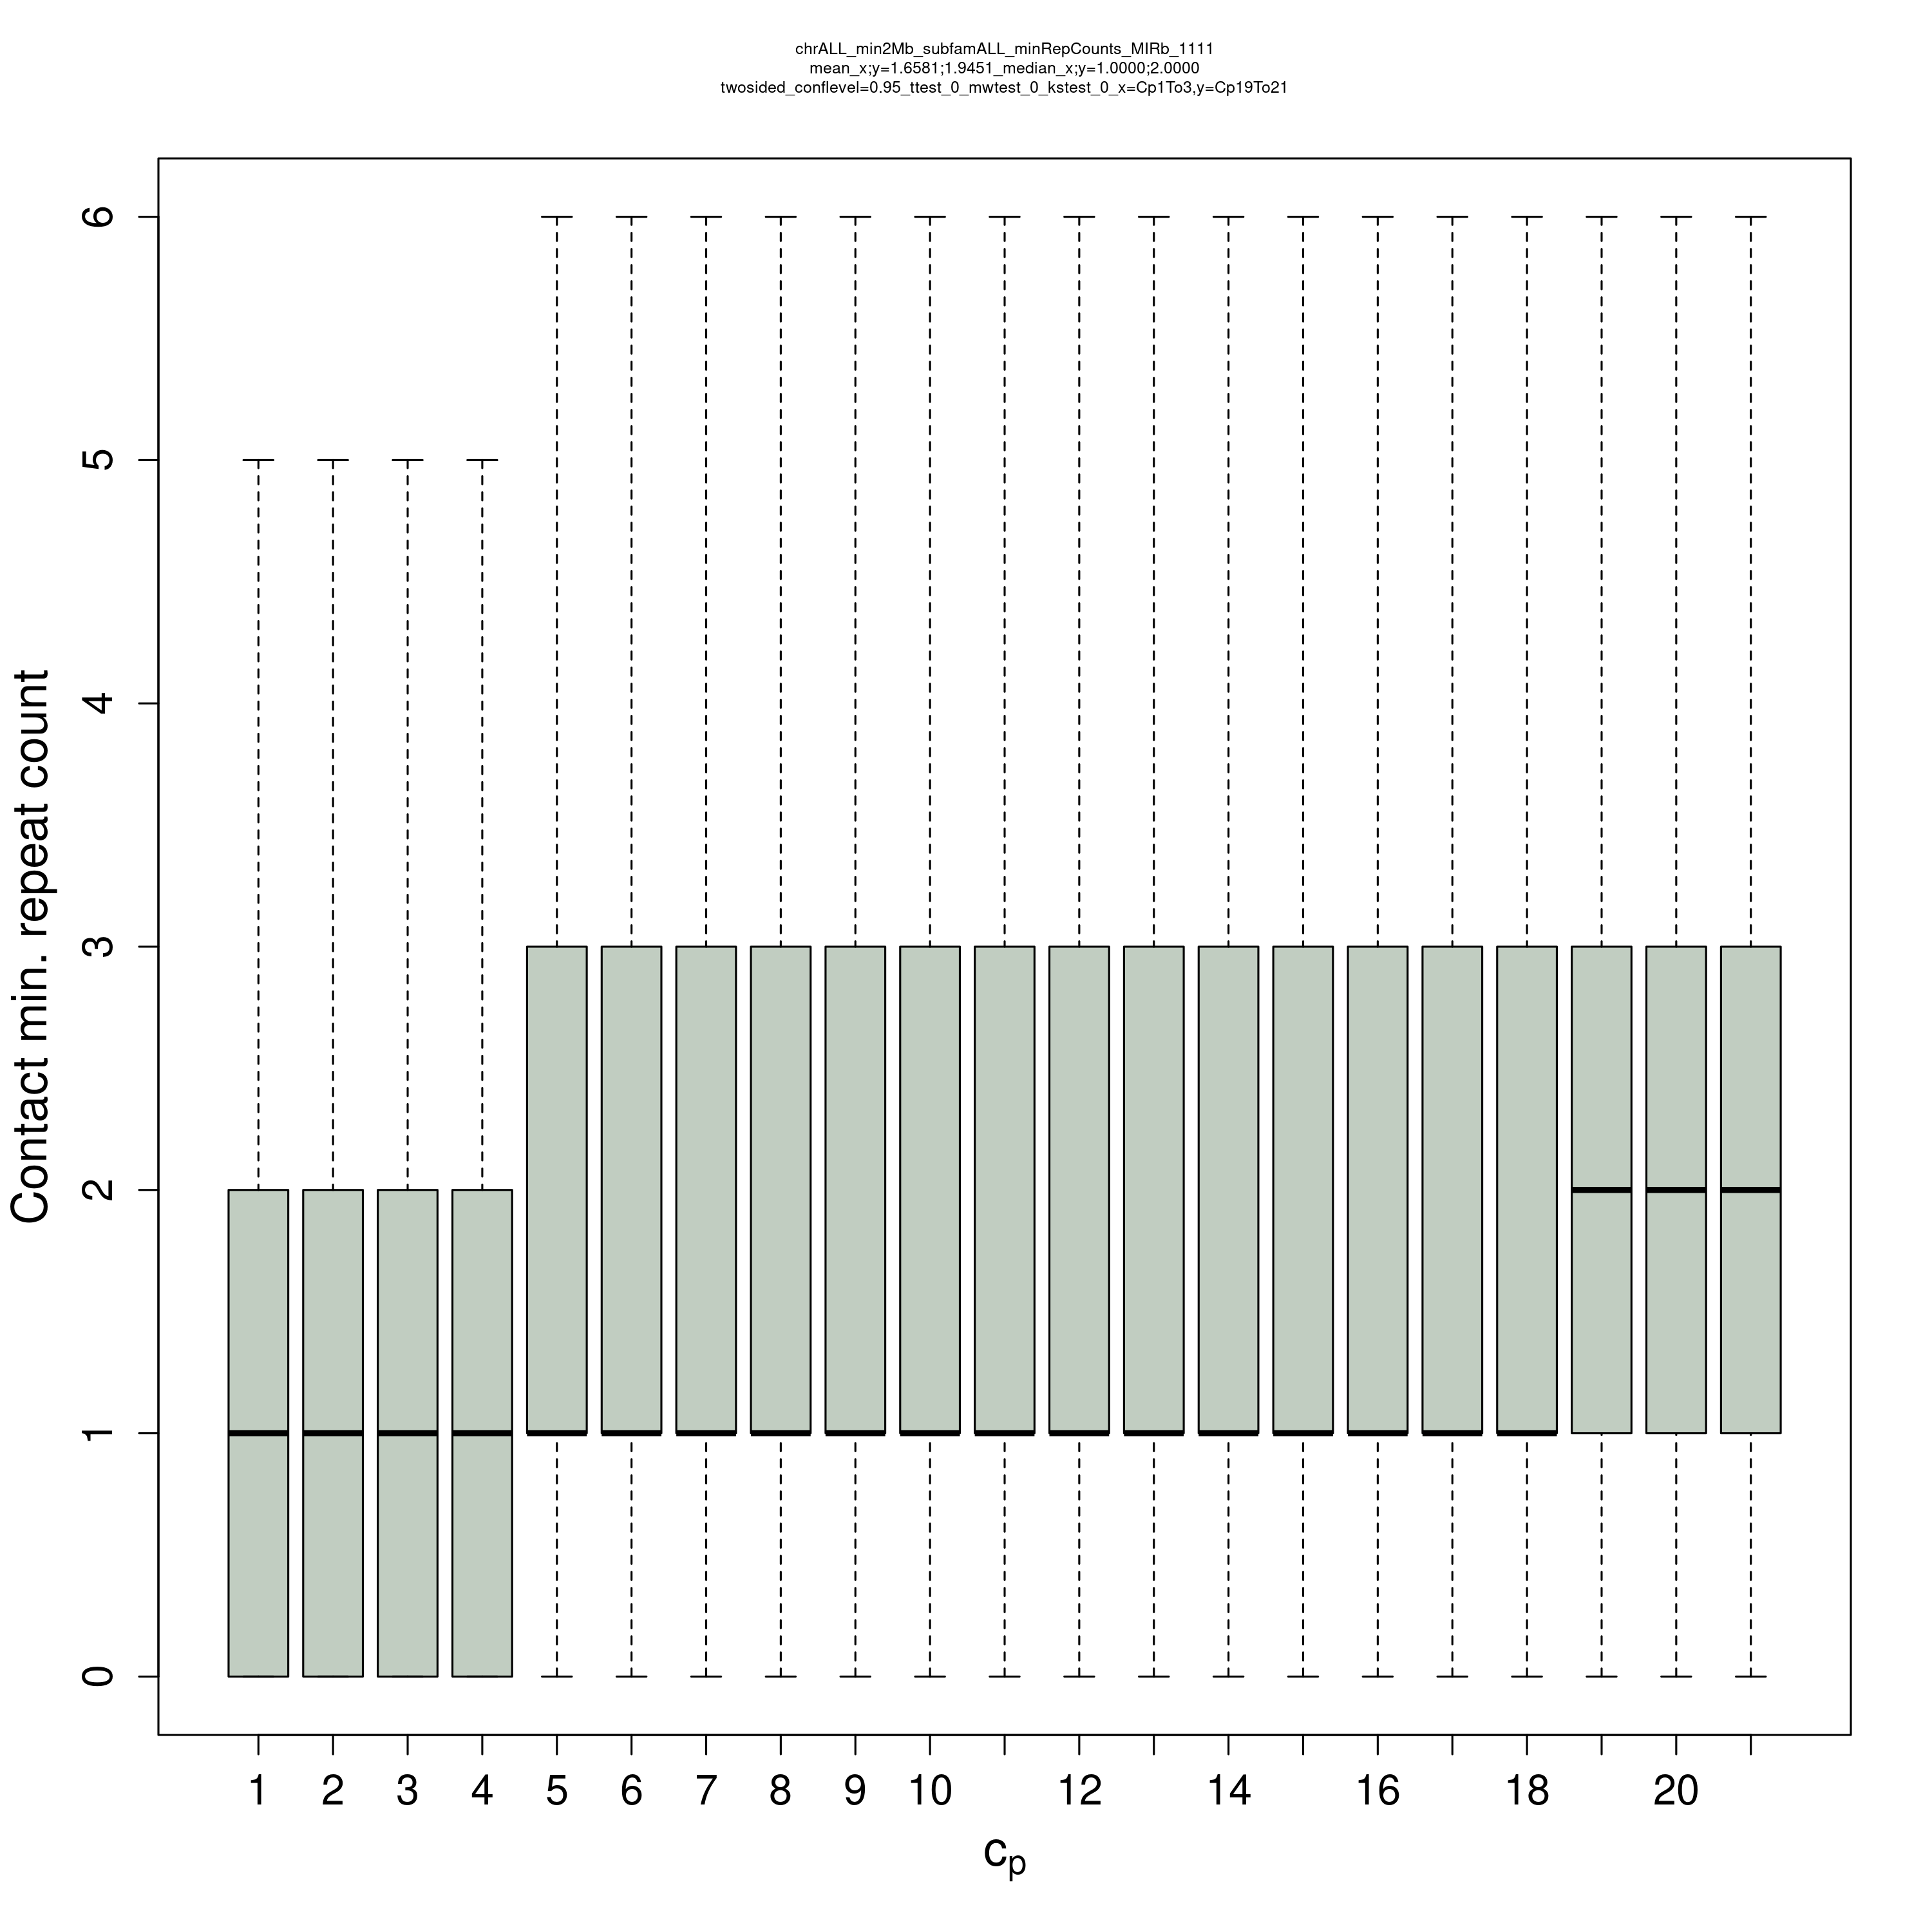 chrALL_min2Mb_subfamALL_minRepCounts_MIRb_1111
mean_x;y=1.6581;1.9451_median_x;y=1.0000;2.0000
twosided_conflevel=0.95_ttest_0_mwtest_0_kstest_0_x=Cp1To3,y=Cp19To21
Contact min. repeat count
6
5
4
3
2
1
0
1 2 3 4 5 6 7 8 9 10 12 14 16 18 20
cp